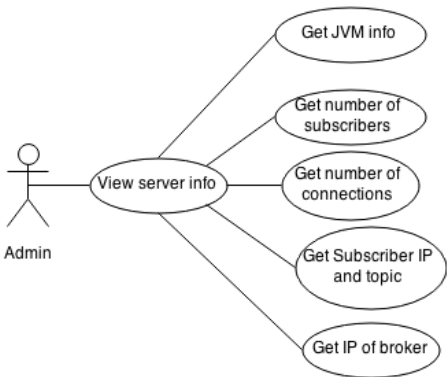 Get JVM info
Get number of
subscribers
View server info
Get number of
connections
Admin
Get Subscriber IP
and topic
Get IP of broker